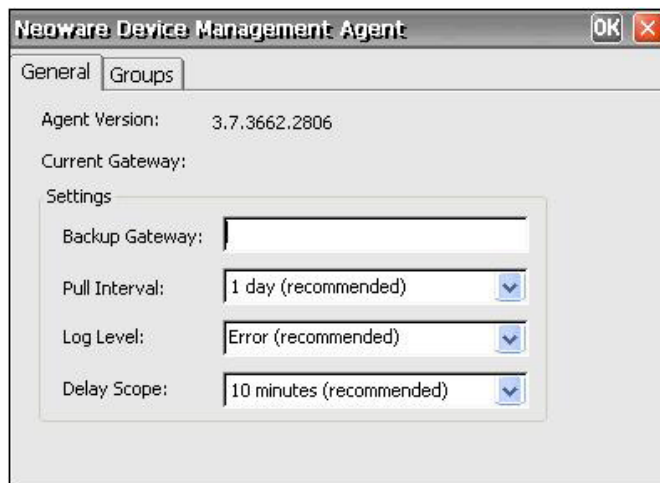 Neoware Device Management Agent OK
General Groups
Agent Version: 3.7.3662.2806
Current Gateway:
Settings
Backup Gateway:
Pull Interval: 1 day (recommended)
Log Level: Error (recommended)
Delay Scope: 10 minutes (recommended)